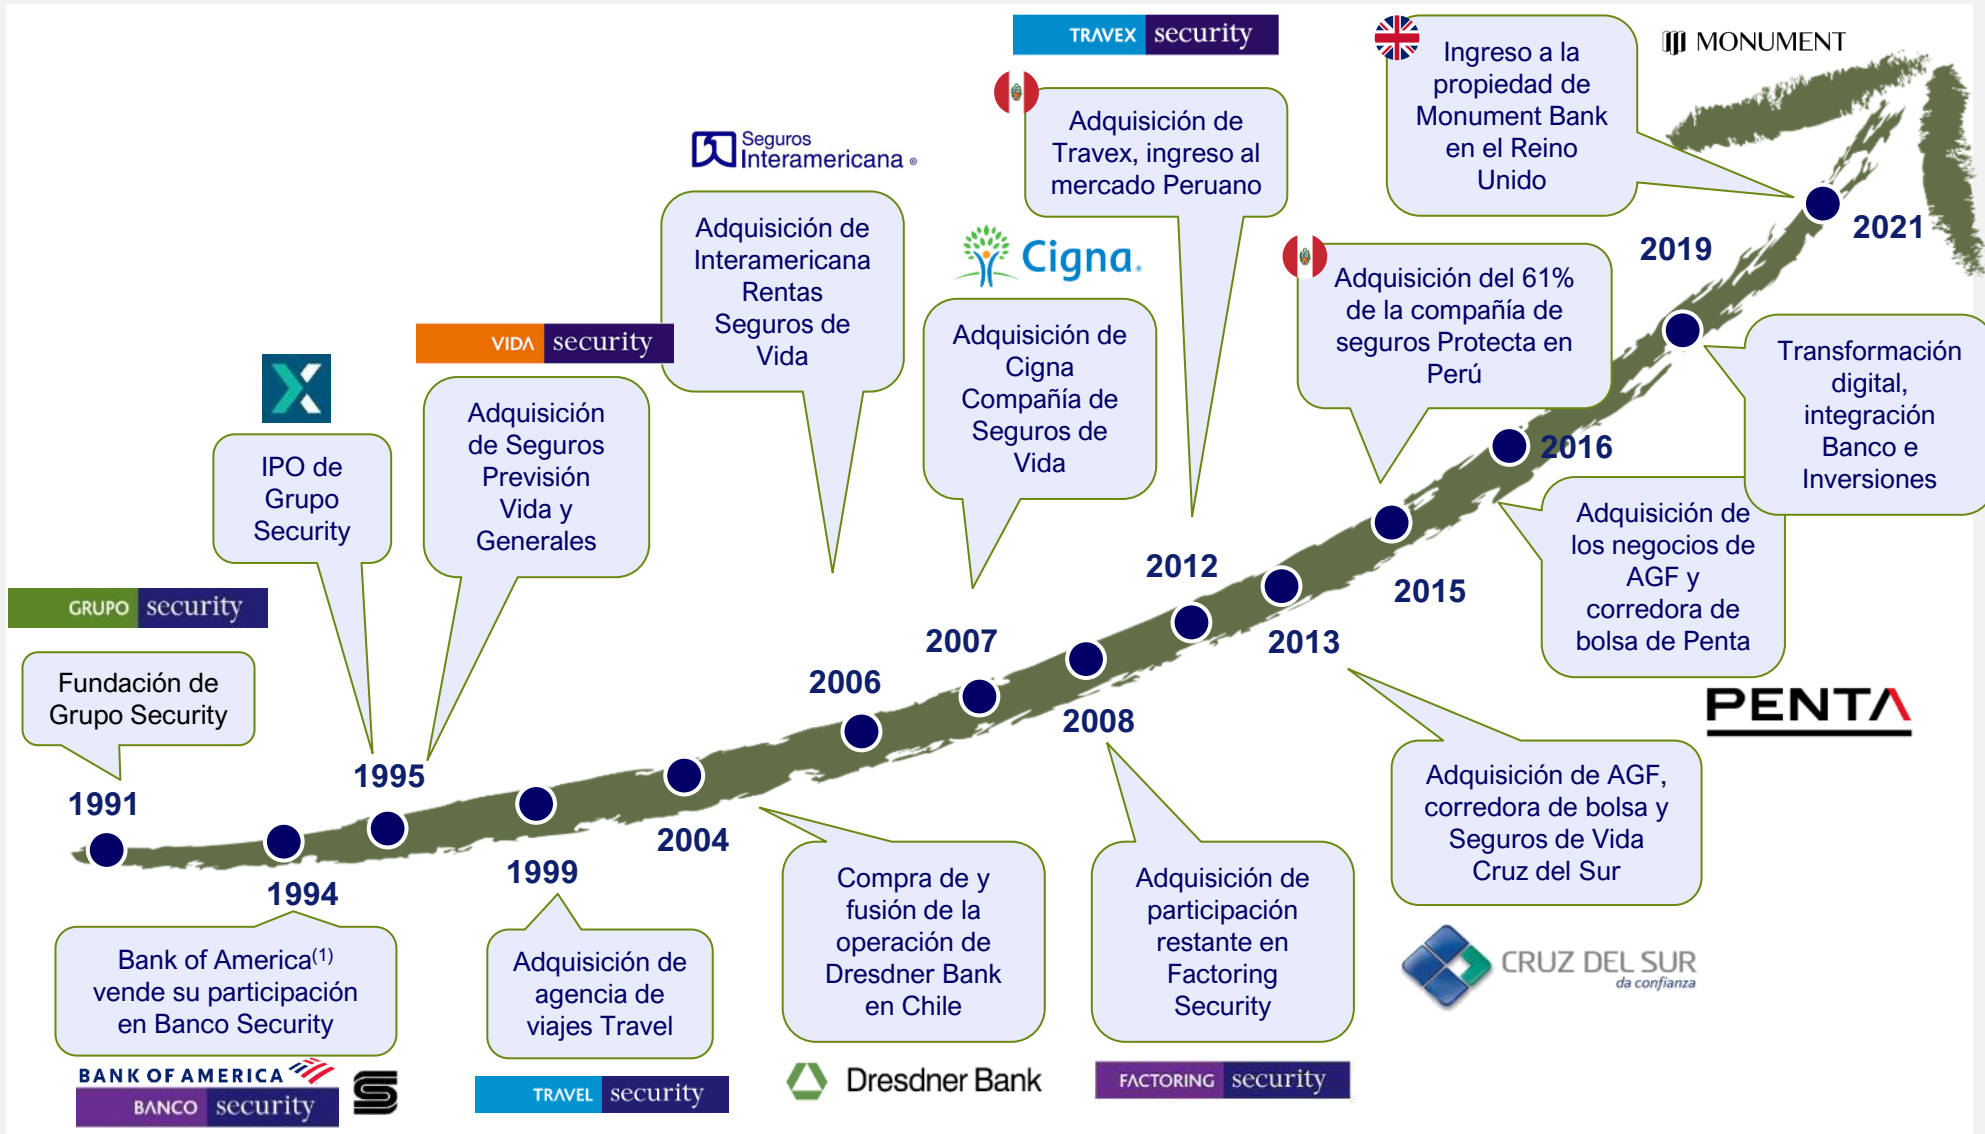 TRAVEX security
Ingreso a la
propiedad de
Monument Bank
en el Reino
Unido
MONUMENT
Adquisición de
Travex, ingreso al
mercado Peruano
Seguros
Interamericana
Adquisición de
Interamericana
Rentas
Seguros de
Vida
Cigna.
Adquisición de
Cigna
Compañía de
Seguros de
Vida
Adquisición del 61%
de la compañía de
seguros Protecta en
Perú
2019
2021
Transformación
digital,
integración
Banco e
Inversiones
VIDA security
Adquisición
de Seguros
Previsión
Vida y
Generales
IPO de
Grupo
Security
2016
Adquisición de
los negocios de
AGF y
corredora de
bolsa de Penta
PENTA
GRUPO security
Fundación de
Grupo Security
1991
1995
2006
2007
2012
2015
2013
2008
2004
1999
1994
Bank of America(1)
vende su participación
en Banco Security
BANK OF AMERICA
BANCO security
Adquisición de
agencia de
viajes Travel
TRAVEL security
Compra de y
fusión de la
operación de
Dresdner Bank
en Chile
Dresdner Bank
Adquisición de
participación
restante en
Factoring
Security
FACTORING security
Adquisición de AGF,
corredora de bolsa y
Seguros de Vida
Cruz del Sur
CRUZ DEL SUR
da confianza